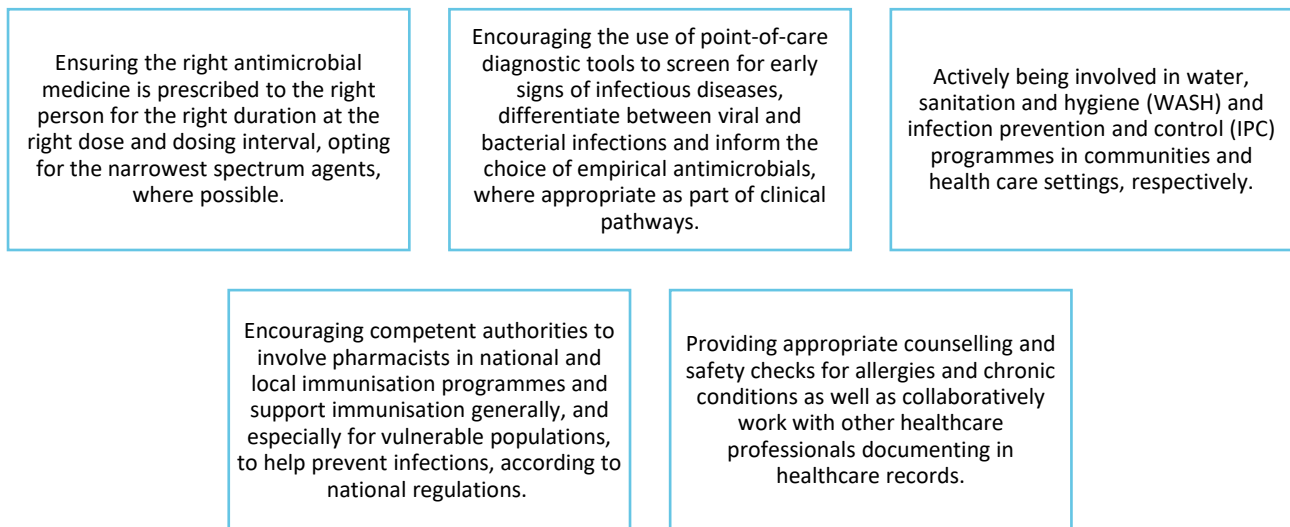 Ensuring the right antimicrobial
medicine is prescribed to the right
person for the right duration at the
right dose and dosing interval, opting
for the narrowest spectrum agents,
where possible.
Encouraging the use of point-of-care
diagnostic tools to screen for early
signs of infectious diseases,
differentiate between viral and
bacterial infections and inform the
choice of empirical antimicrobials,
where appropriate as part of clinical
pathways.
Actively being involved in water,
sanitation and hygiene (WASH) and
infection prevention and control (IPC)
programmes in communities and
health care settings, respectively.
Encouraging competent authorities to
involve pharmacists in national and
local immunisation programmes and
support immunisation generally, and
especially for vulnerable populations,
to help prevent infections, according to
national regulations.
Providing appropriate counselling and
safety checks for allergies and chronic
conditions as well as collaboratively
work with other healthcare
professionals documenting in
healthcare records.